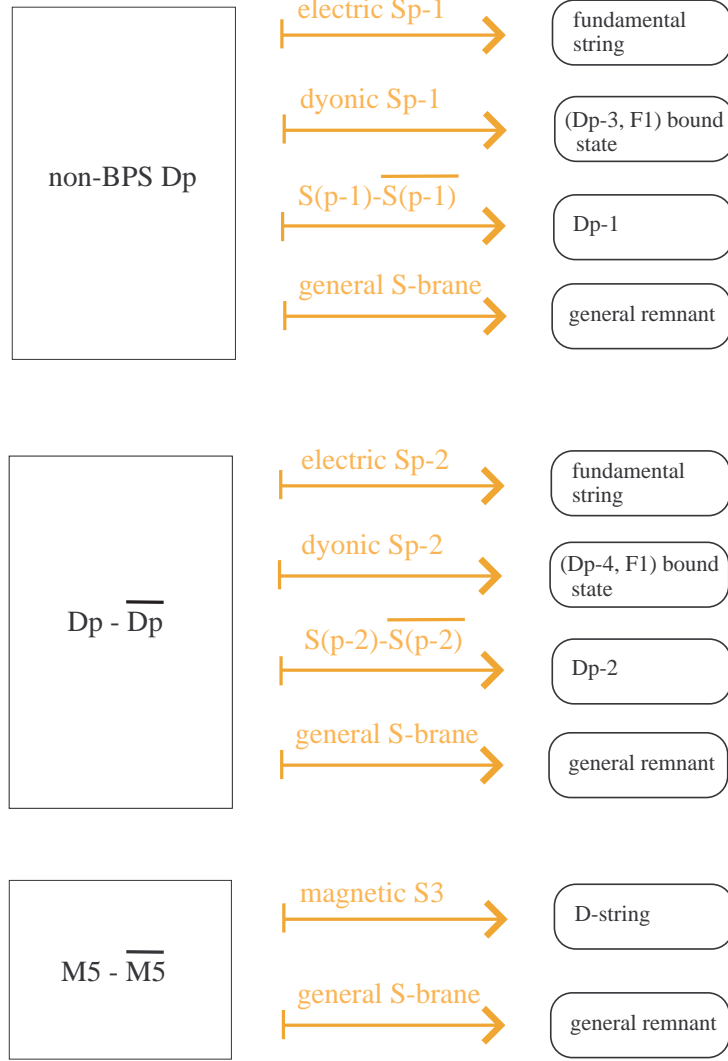 electric Sp-1
fundamental
string
dyonic Sp-1
(Dp-3, F1) bound
state
non-BPS Dp
S(p-1)-S̅(̅p̅-̅1̅)̅
Dp-1
general S-brane
general remnant
electric Sp-2
fundamental
string
dyonic Sp-2
(Dp-4, F1) bound
state
Dp - D̅p̅
S(p-2)-S̅(̅p̅-̅2̅)̅
Dp-2
general S-brane
general remnant
magnetic S3
D-string
M5 - M̅5̅
general S-brane
general remnant